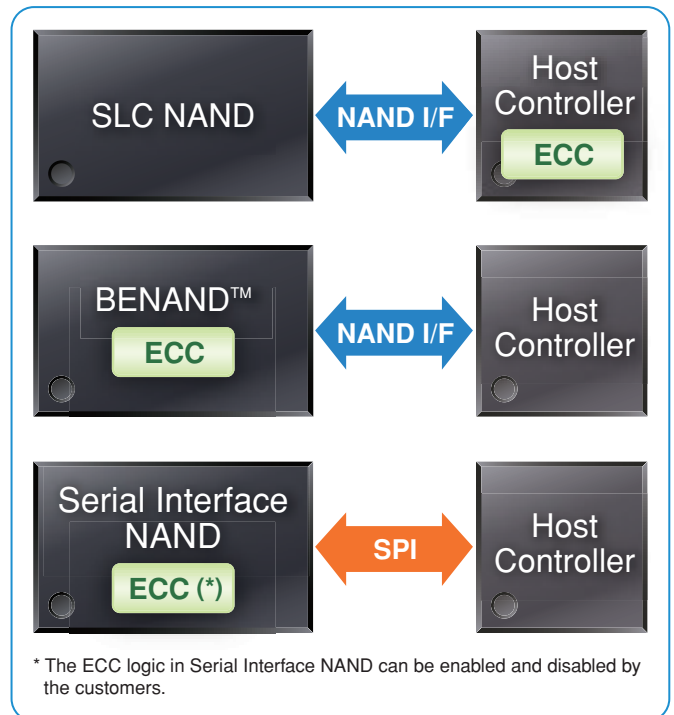 SLC NAND
NAND I/F
Host
Controller
ECC
BENAND™
ECC
NAND I/F
Host
Controller
Serial Interface
NAND
ECC (*)
SPI
Host
Controller
* The ECC logic in Serial Interface NAND can be enabled and disabled by
the customers.